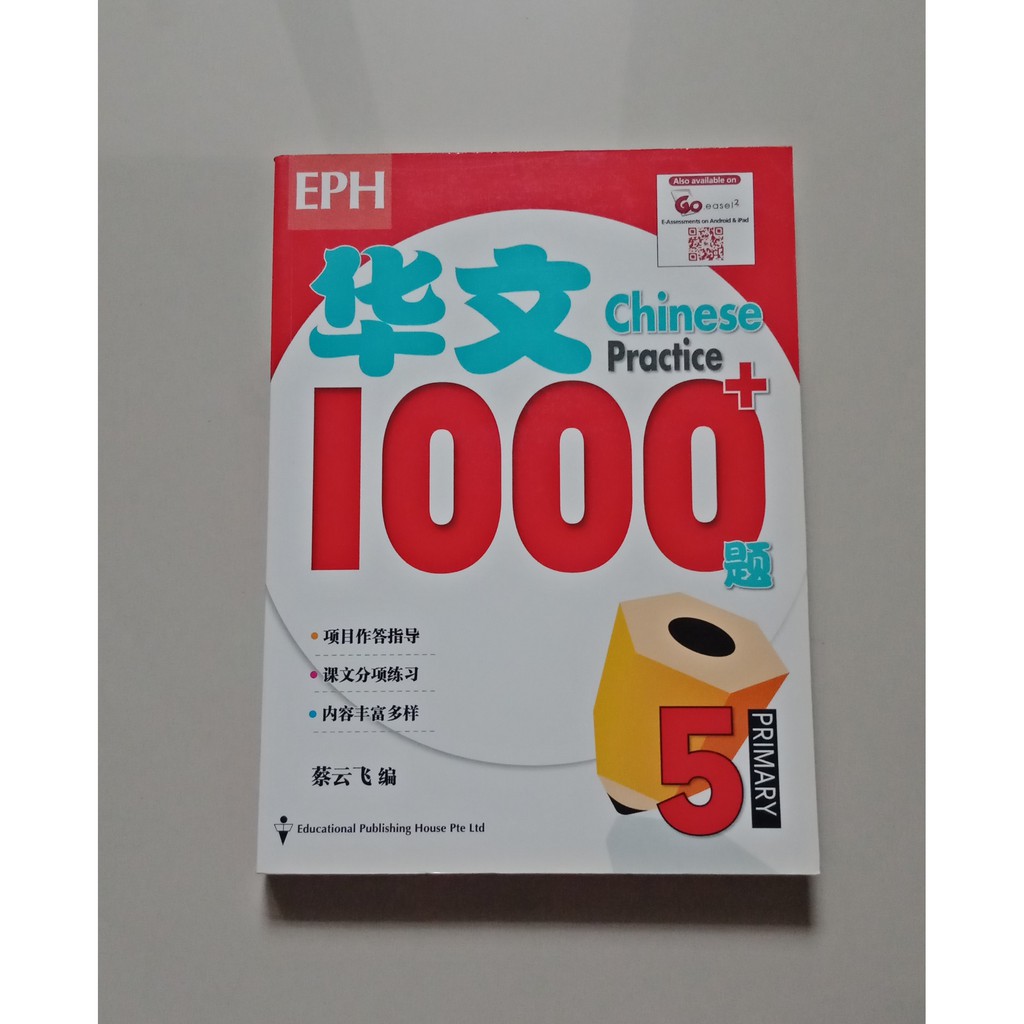 EPH
Also available on
Go easel2
E-Assessments on Android & iPad
华文
Chinese
Practice
1000+
题
项目作答指导
课文分项练习
内容丰富多样
蔡云飞 编
5
PRIMARY
Educational Publishing House Pte Ltd